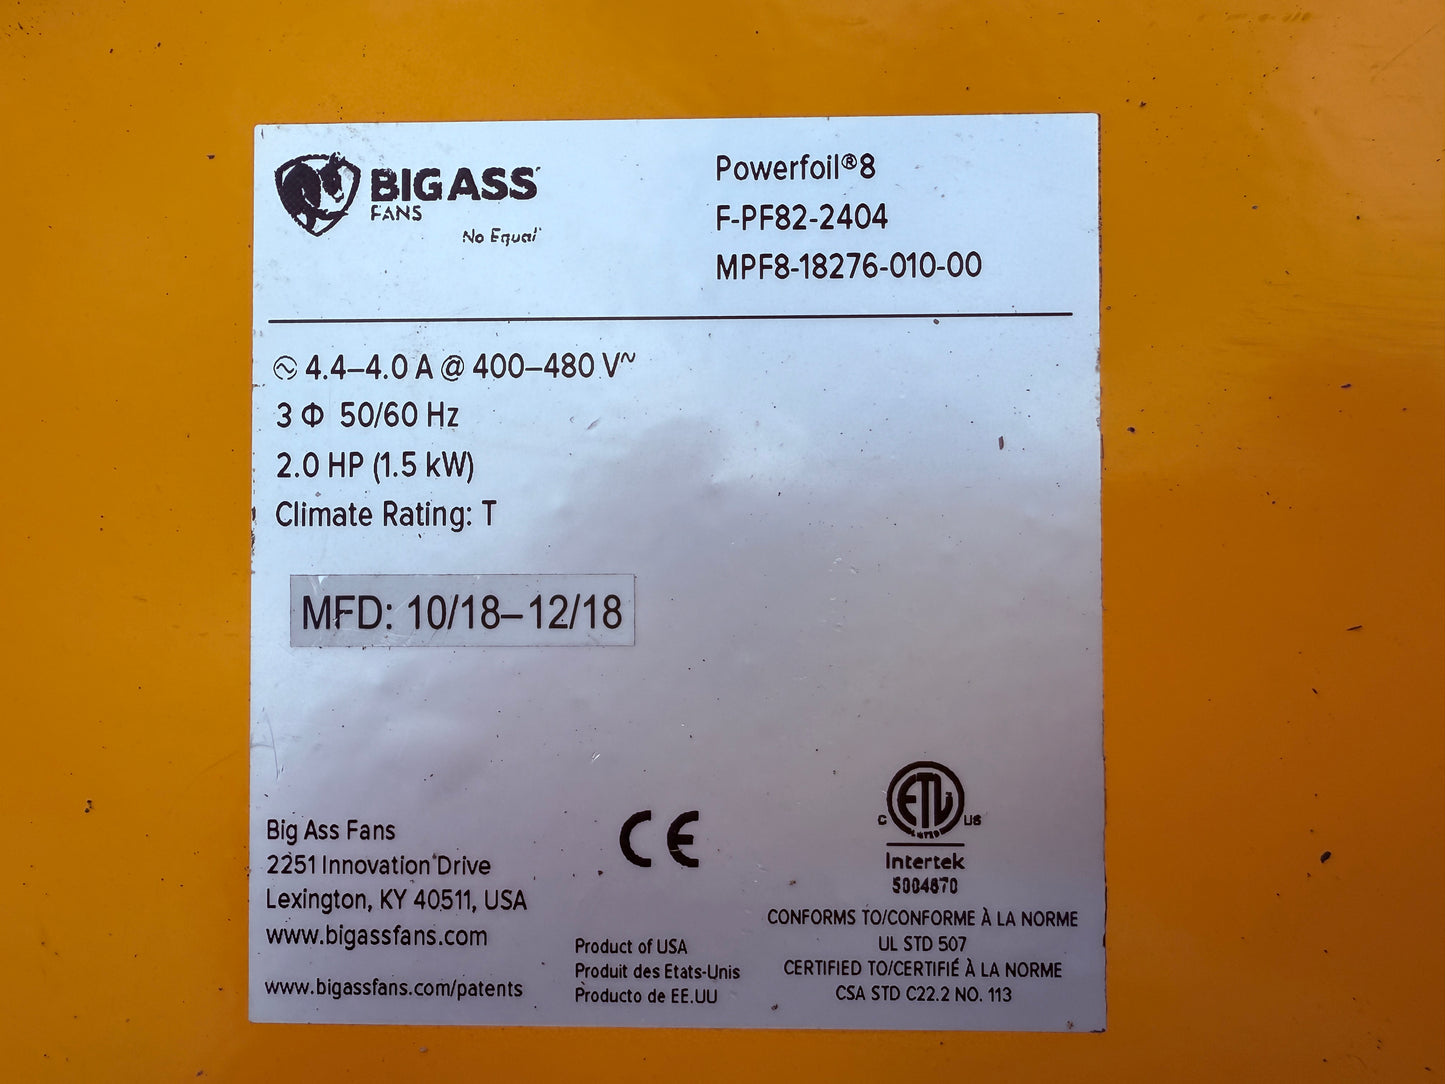 BIG ASS
FANS
No Equal
Powerfoil®8
F-PF82-2404
MPF8-18276-010-00
4.4–4.0 A @ 400–480 V~
3 Φ 50/60 Hz
2.0 HP (1.5 kW)
Climate Rating: T
MFD: 10/18–12/18
Big Ass Fans
2251 Innovation Drive
Lexington, KY 40511, USA
www.bigassfans.com
www.bigassfans.com/patents
CE
Product of USA
Produit des Etats-Unis
Producto de EE.UU
ETL
LISTED
C US
Intertek
5004670
CONFORMS TO/CONFORME À LA NORME
UL STD 507
CERTIFIED TO/CERTIFIÉ À LA NORME
CSA STD C22.2 NO. 113